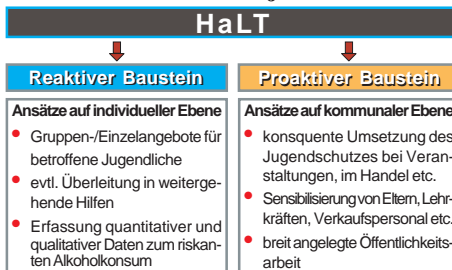 HaLT
Reaktiver Baustein
Ansätze auf individueller Ebene
• Gruppen-/Einzelangebote für
betroffene Jugendliche
• evtl. Überleitung in weiterge-
hende Hilfen
• Erfassung quantitativer und
qualitativer Daten zum riskan-
ten Alkoholkonsum
Proaktiver Baustein
Ansätze auf kommunaler Ebene
• konsquente Umsetzung des
Jugendschutzes bei Veran-
staltungen, im Handel etc.
• Sensibilisierung von Eltern, Lehr-
kräften, Verkaufspersonal etc.
• breit angelegte Öffentlichkeits-
arbeit